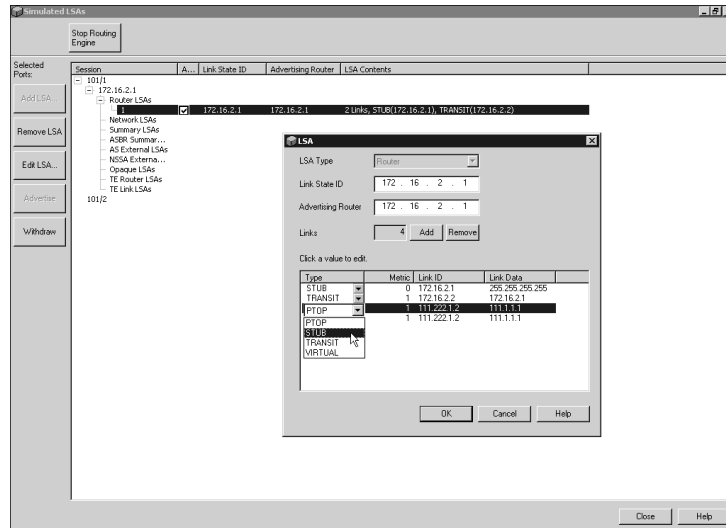 Simulated LSAs
Stop Routing
Engine
Selected
Ports:
Session A... Link State ID Advertising Router LSA Contents
101/1
172.16.2.1
Router LSAs
1 172.16.2.1 172.16.2.1 2 Links, STUB(172.16.2.1), TRANSIT(172.16.2.2)
Network LSAs
Summary LSAs
ASBR Summar...
AS External LSAs
NSSA Externa...
Opaque LSAs
TE Router LSAs
TE Link LSAs
101/2
Add LSA...
Remove LSA
Edit LSA...
Advertise
Withdraw
LSA
LSA Type Router
Link State ID 172 . 16 . 2 . 1
Advertising Router 172 . 16 . 2 . 1
Links 4 Add Remove
Click a value to edit.
Type Metric Link ID Link Data
STUB 0 172.16.2.1 255.255.255.255
TRANSIT 1 172.16.2.2 172.16.2.1
PTOP 1 111.222.1.2 111.1.1.1
1 111.222.1.2 111.1.1.1
PTOP
STUB
TRANSIT
VIRTUAL
OK Cancel Help
Close Help